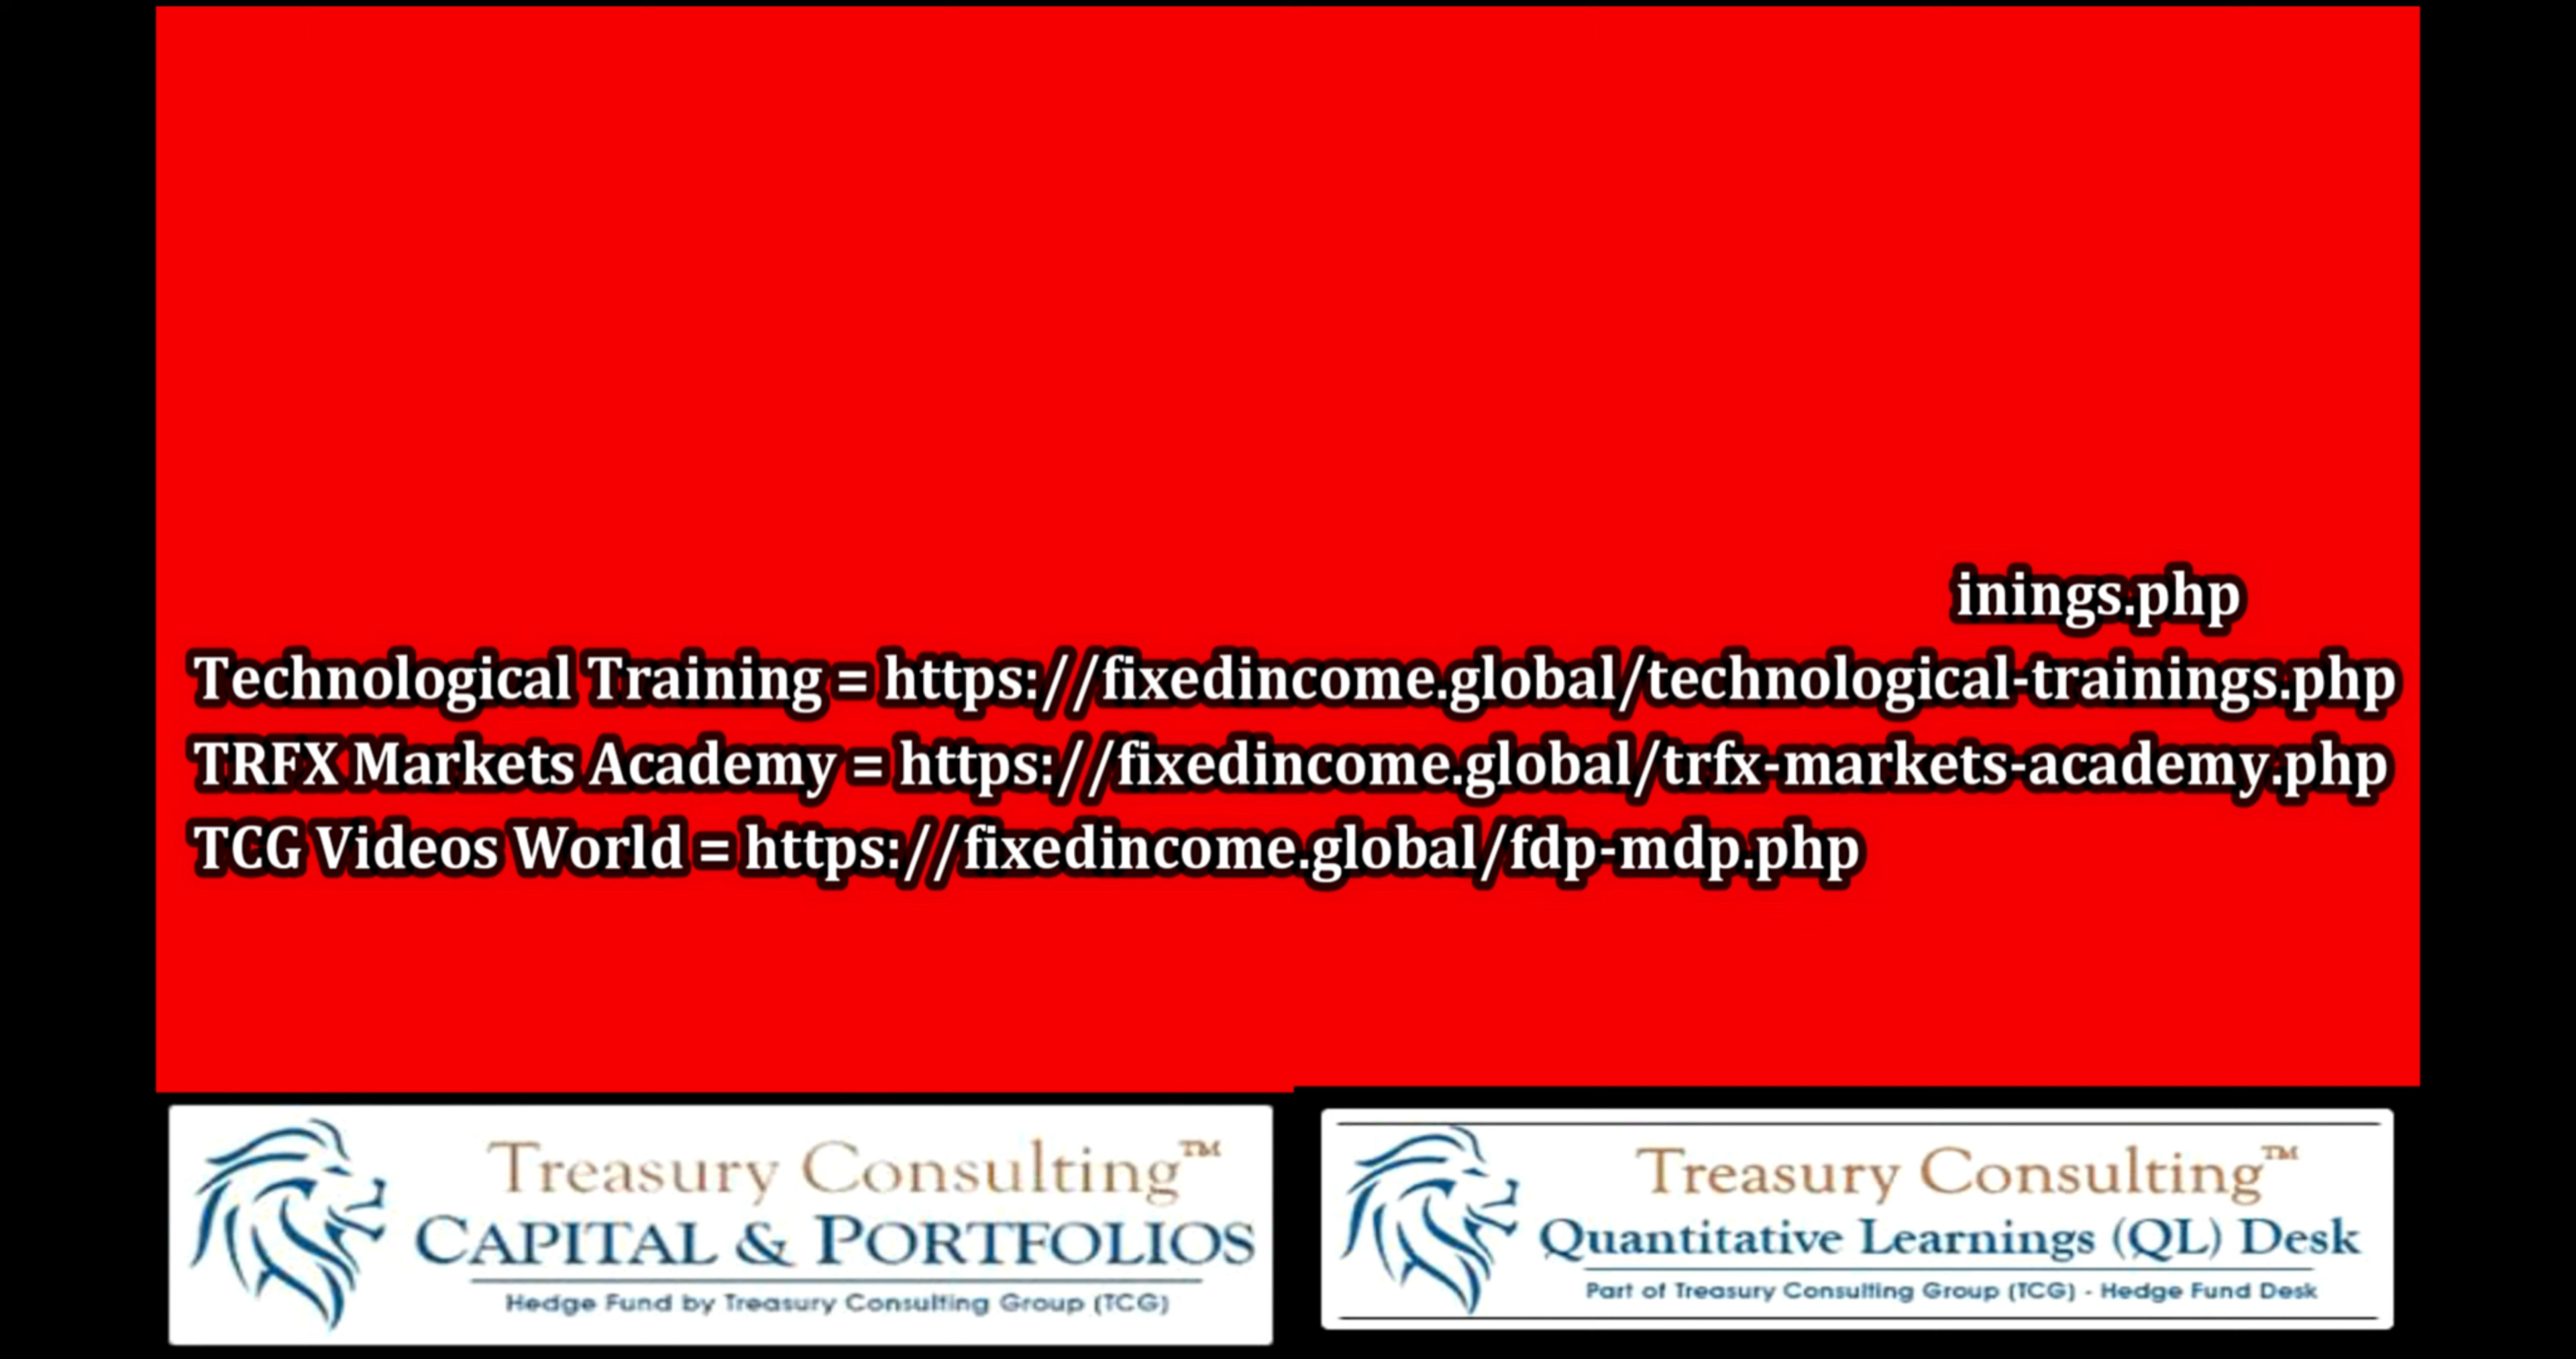 inings.php
Technological Training = https://fixedincome.global/technological-trainings.php
TRFX Markets Academy = https://fixedincome.global/trfx-markets-academy.php
TCG Videos World = https://fixedincome.global/fdp-mdp.php
Treasury Consulting™
CAPITAL & PORTFOLIOS
Hedge Fund by Treasury Consulting Group (TCG)
Treasury Consulting™
Quantitative Learnings (QL) Desk
Part of Treasury Consulting Group (TCG) - Hedge Fund Desk